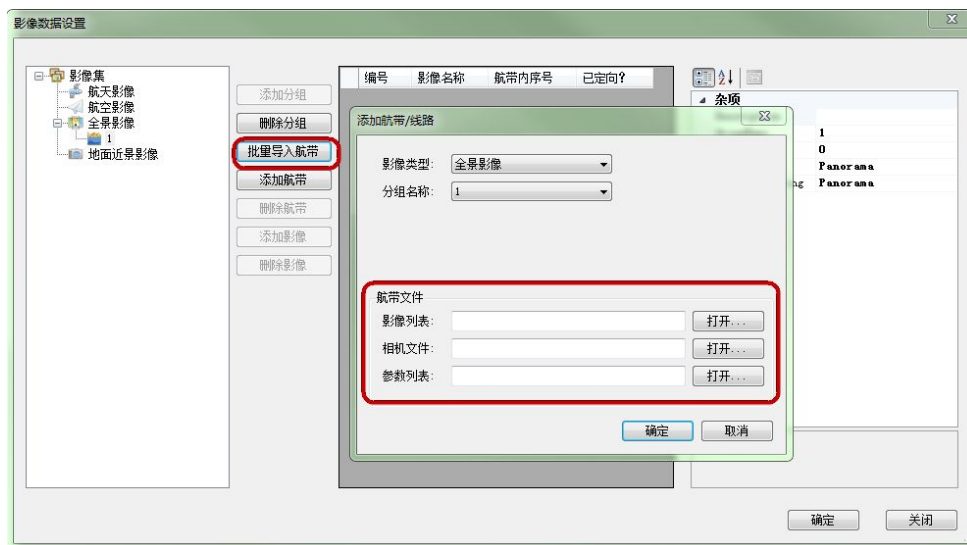 影像数据设置
影像集
航天影像
航空影像
全景影像
1
地面近景影像
添加分组
删除分组
批量导入航带
添加航带
删除航带
添加影像
删除影像
编号 影像名称 航带内序号 已定向?
杂项
1
0
Panorama
ng Panorama
添加航带/线路
影像类型: 全景影像
分组名称: 1
航带文件
影像列表: 打开...
相机文件: 打开...
参数列表: 打开...
确定 取消
确定 关闭